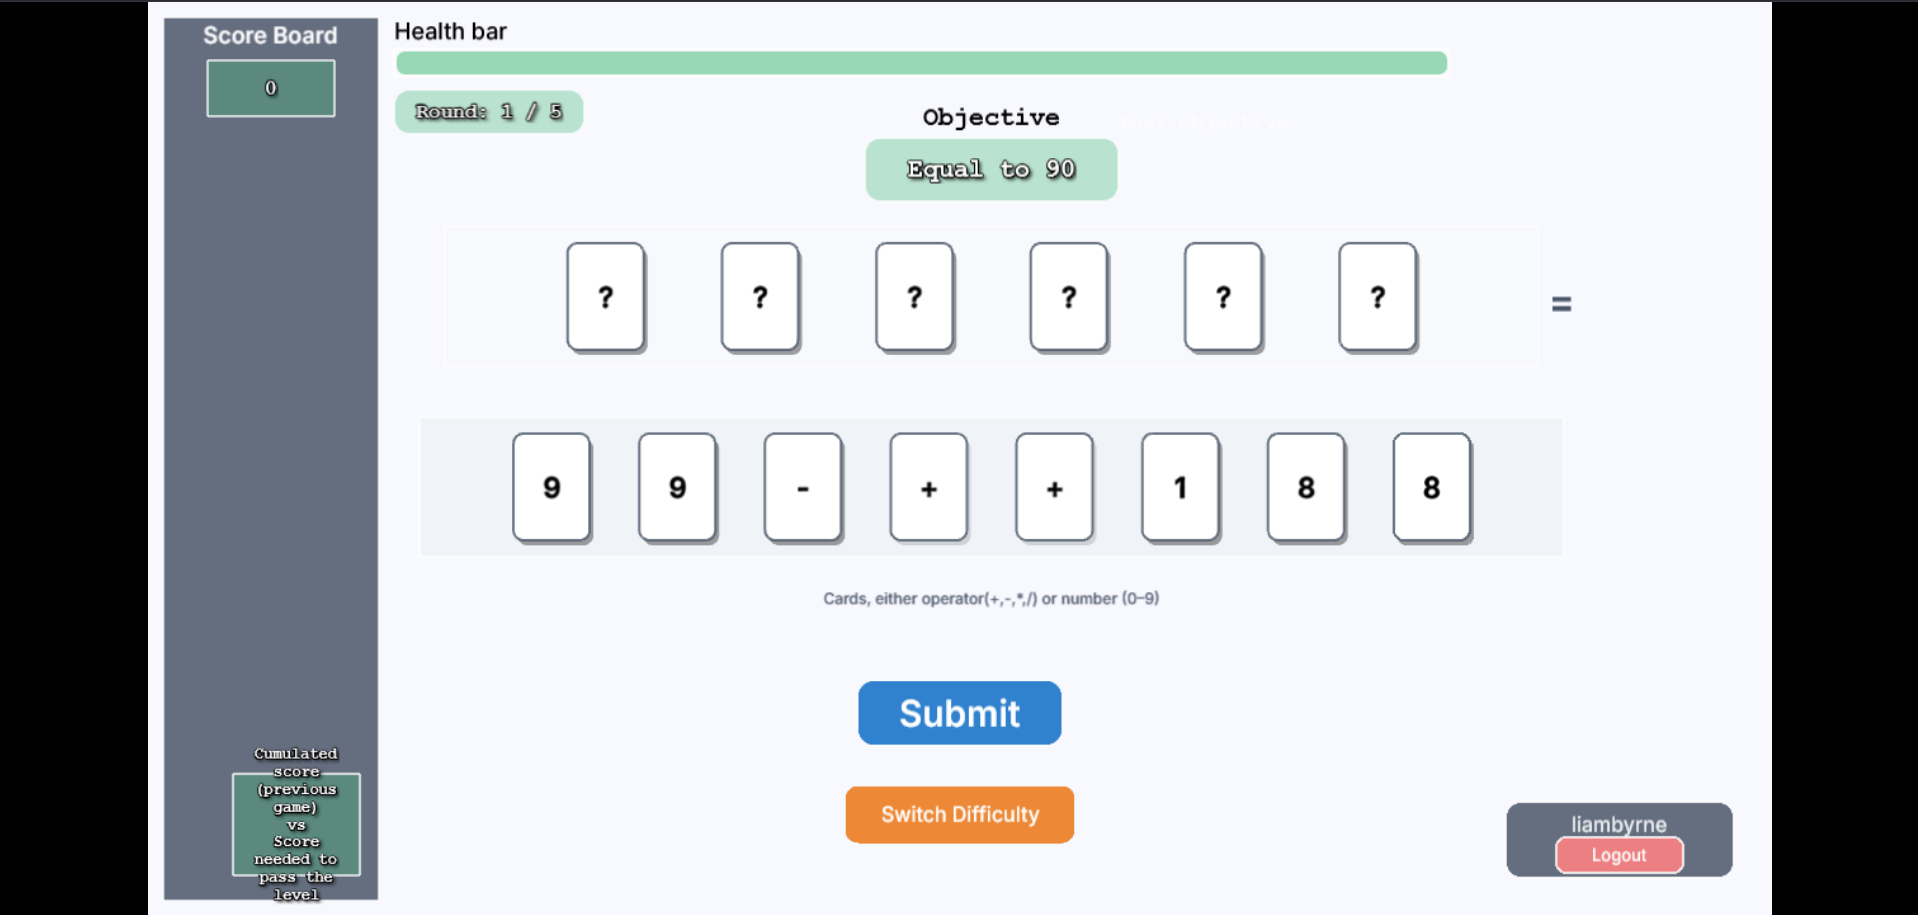 Score Board
0
Health bar
Round: 1 / 5
Objective
Test Objective
Equal to 90
? ? ? ? ? ?
=
9 9 - + + 1 8 8
Cards, either operator(+,-,*,/) or number (0–9)
Submit
Switch Difficulty
Cumulated
score
(previous
game)
vs
Score
needed to
pass the
level
liambyrne
Logout